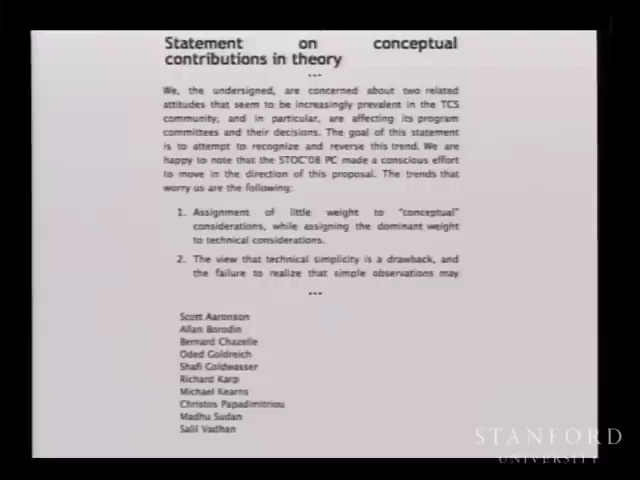 Statement on conceptual
contributions in theory
...
We, the undersigned, are concerned about two related
attitudes that seem to be increasingly prevalent in the TCS
community, and in particular, are affecting its program
committees and their decisions. The goal of this statement
is to attempt to recognize and reverse this trend. We are
happy to note that the STOC'08 PC made a conscious effort
to move in the direction of this proposal. The trends that
worry us are the following:
1. Assignment of little weight to "conceptual"
considerations, while assigning the dominant weight
to technical considerations.
2. The view that technical simplicity is a drawback, and
the failure to realize that simple observations may
...
Scott Aaronson
Allan Borodin
Bernard Chazelle
Oded Goldreich
Shafi Goldwasser
Richard Karp
Michael Kearns
Christos Papadimitriou
Madhu Sudan
Salil Vadhan
STANFORD
UNIVERSITY